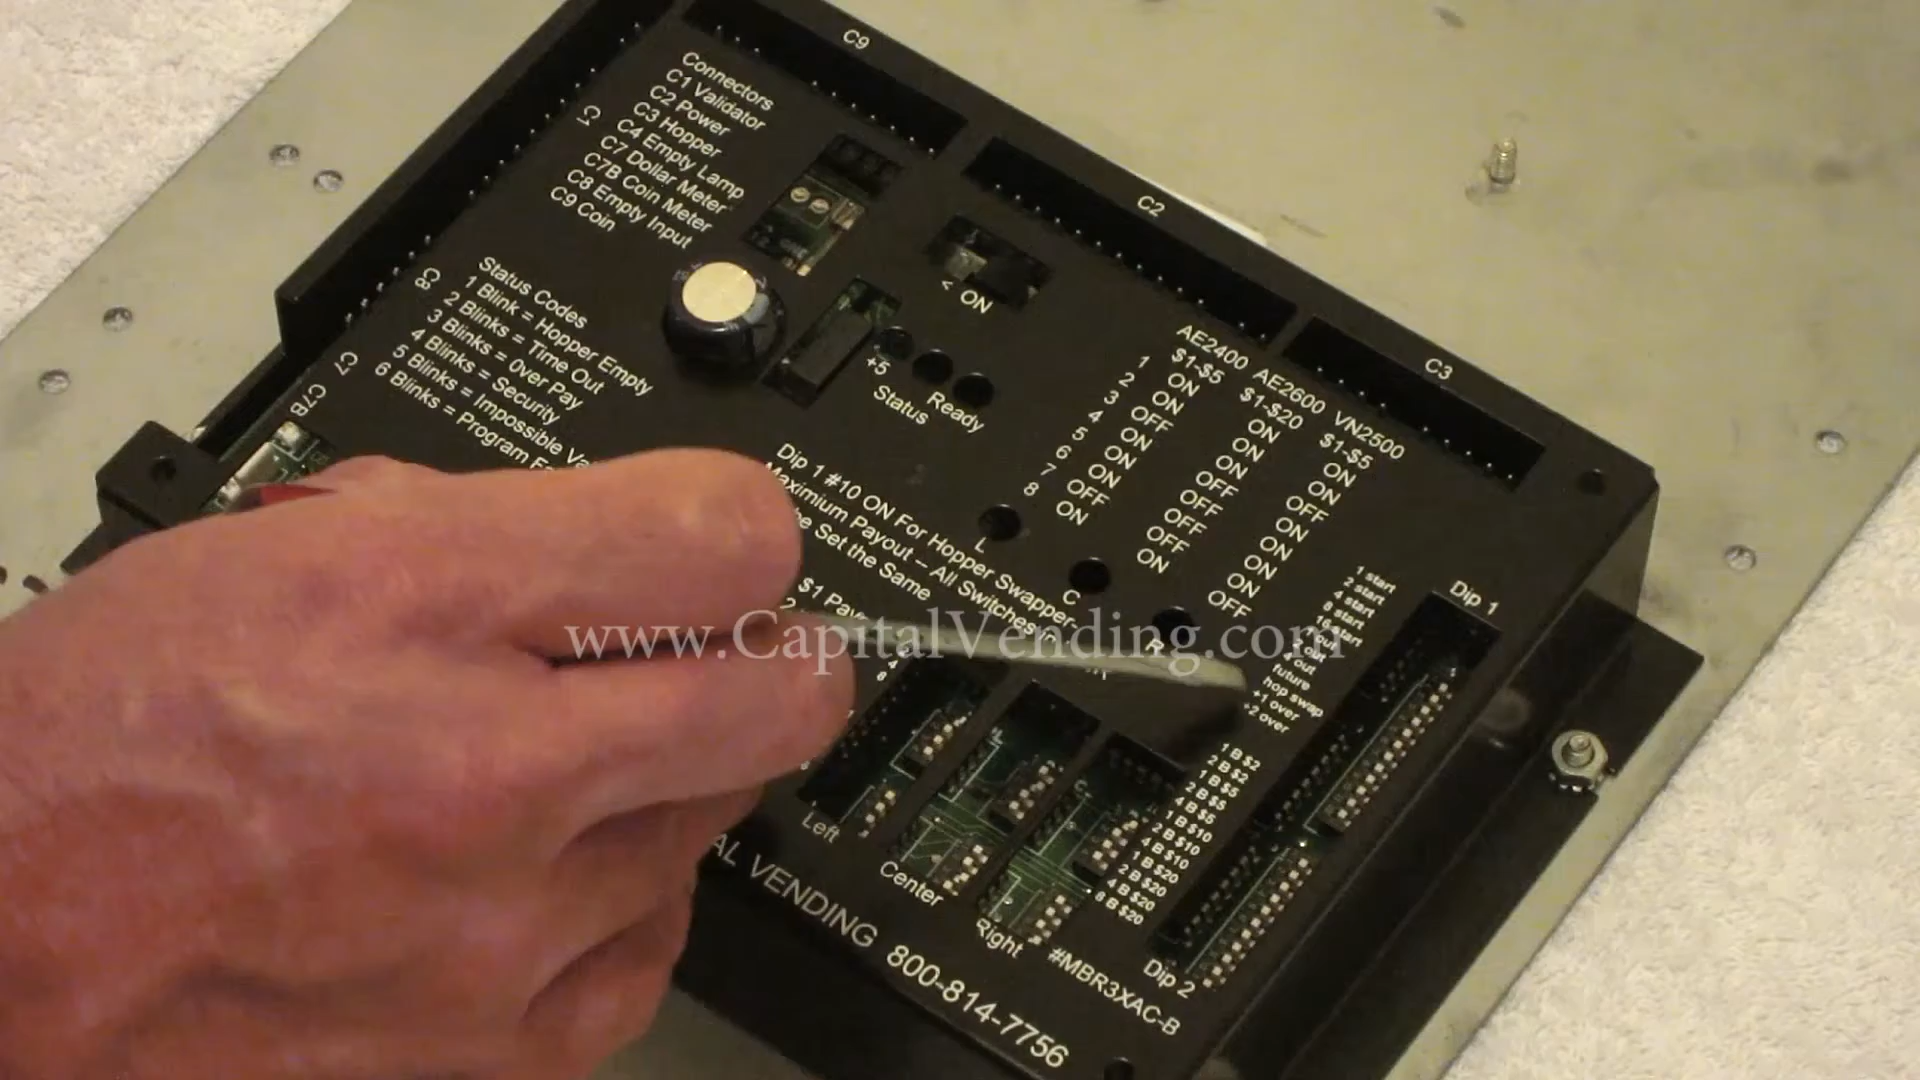 C9
Connectors
C1 Validator
C2 Power
C3 Hopper
C4 Empty Lamp
C7 Dollar Meter
C7B Coin Meter
C8 Empty Input
C9 Coin
C1
C2
C3
< ON
Status Codes
1 Blink = Hopper Empty
2 Blinks = Time Out
3 Blinks = Over Pay
4 Blinks = Security
5 Blinks = Impossible
6 Blinks = Program
C8
C7
C7B
+5
Status
Ready
AE2400 AE2600 VN2500
$1-$5 $1-$20 $1-$5
1 ON ON ON
2 ON ON ON
3 OFF ON OFF
4 ON OFF ON
5 ON OFF ON
6 ON OFF ON
7 OFF OFF ON
8 ON ON OFF
Dip 1 #10 ON For Hopper Swapper-
Maximium Payout -- All Switches in
Be Set the Same
$1
2
4
8
L
C
R
Dip 1
1 start
2 start
4 start
8 start
16 start
1 out
2 out
4 out
future
hop swap
+1 over
+2 over
1 B $2
2 B $2
1 B $5
2 B $5
4 B $5
1 B $10
2 B $10
4 B $10
1 B $20
2 B $20
4 B $20
8 B $20
Left
Center
Right
Dip 2
#MBR3XAC-B
VENDING 800-814-7756
www.CapitalVending.com